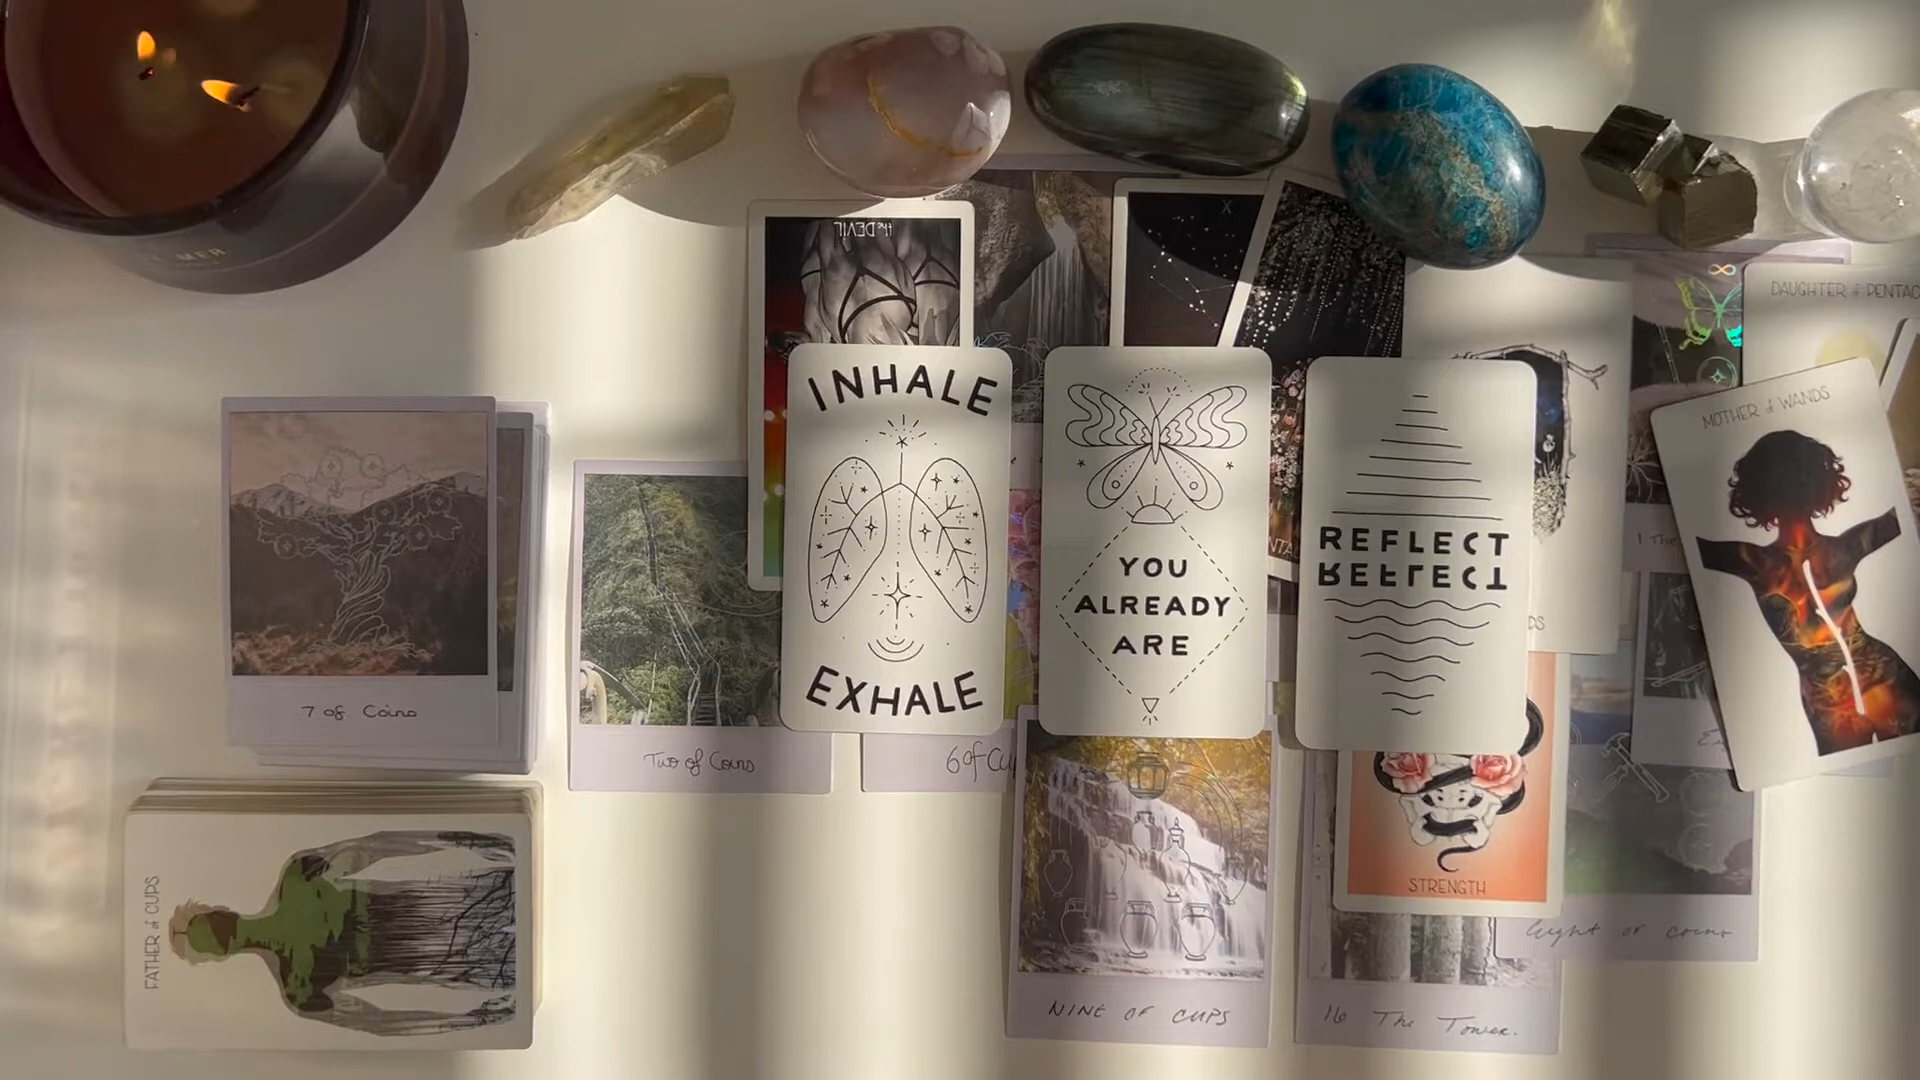 the DEVIL
X
DAUGHTER of PENTAC
MOTHER of WANDS
INHALE
EXHALE
YOU
ALREADY
ARE
REFLECT
REFLECT
7 of Coins
Two of Coins
6 of Cu
STRENGTH
FATHER of CUPS
NINE OF CUPS
16 The Tower.
Eight of coins